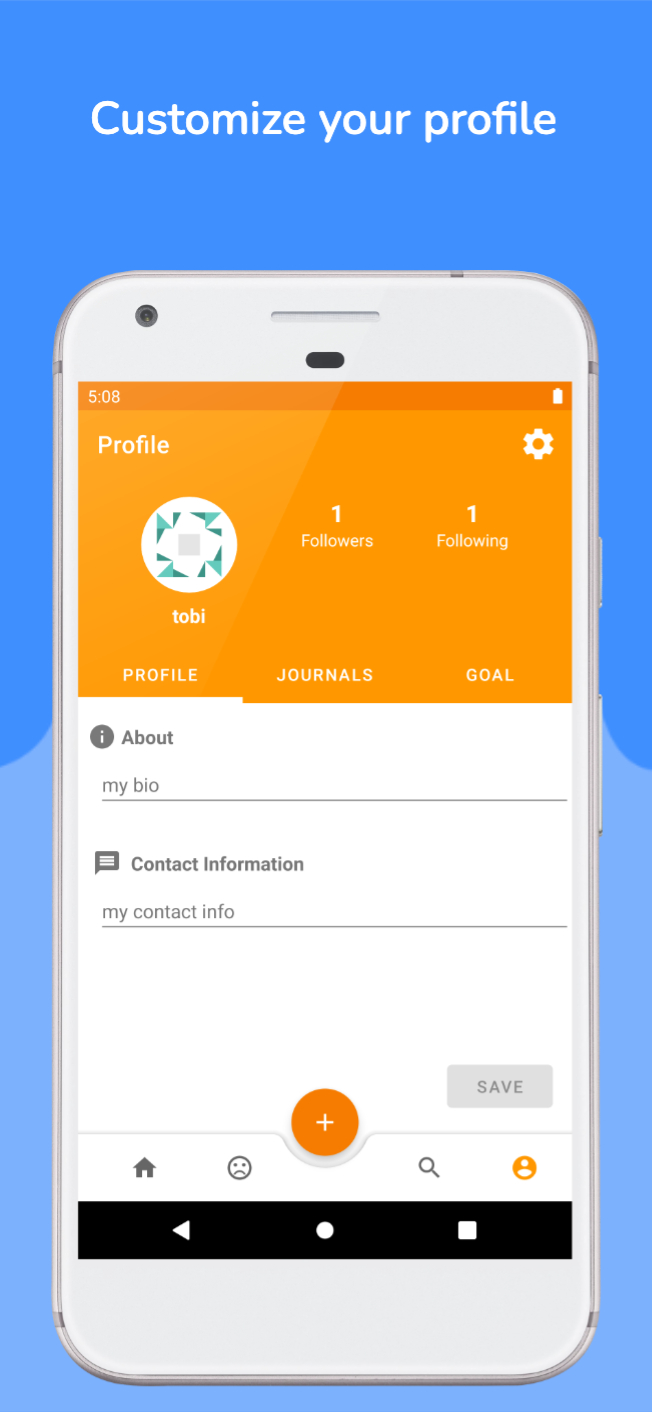 Customize your profile
5:08
Profile
1 1
Followers Following
tobi
PROFILE JOURNALS GOAL
About
my bio
Contact Information
my contact info
SAVE